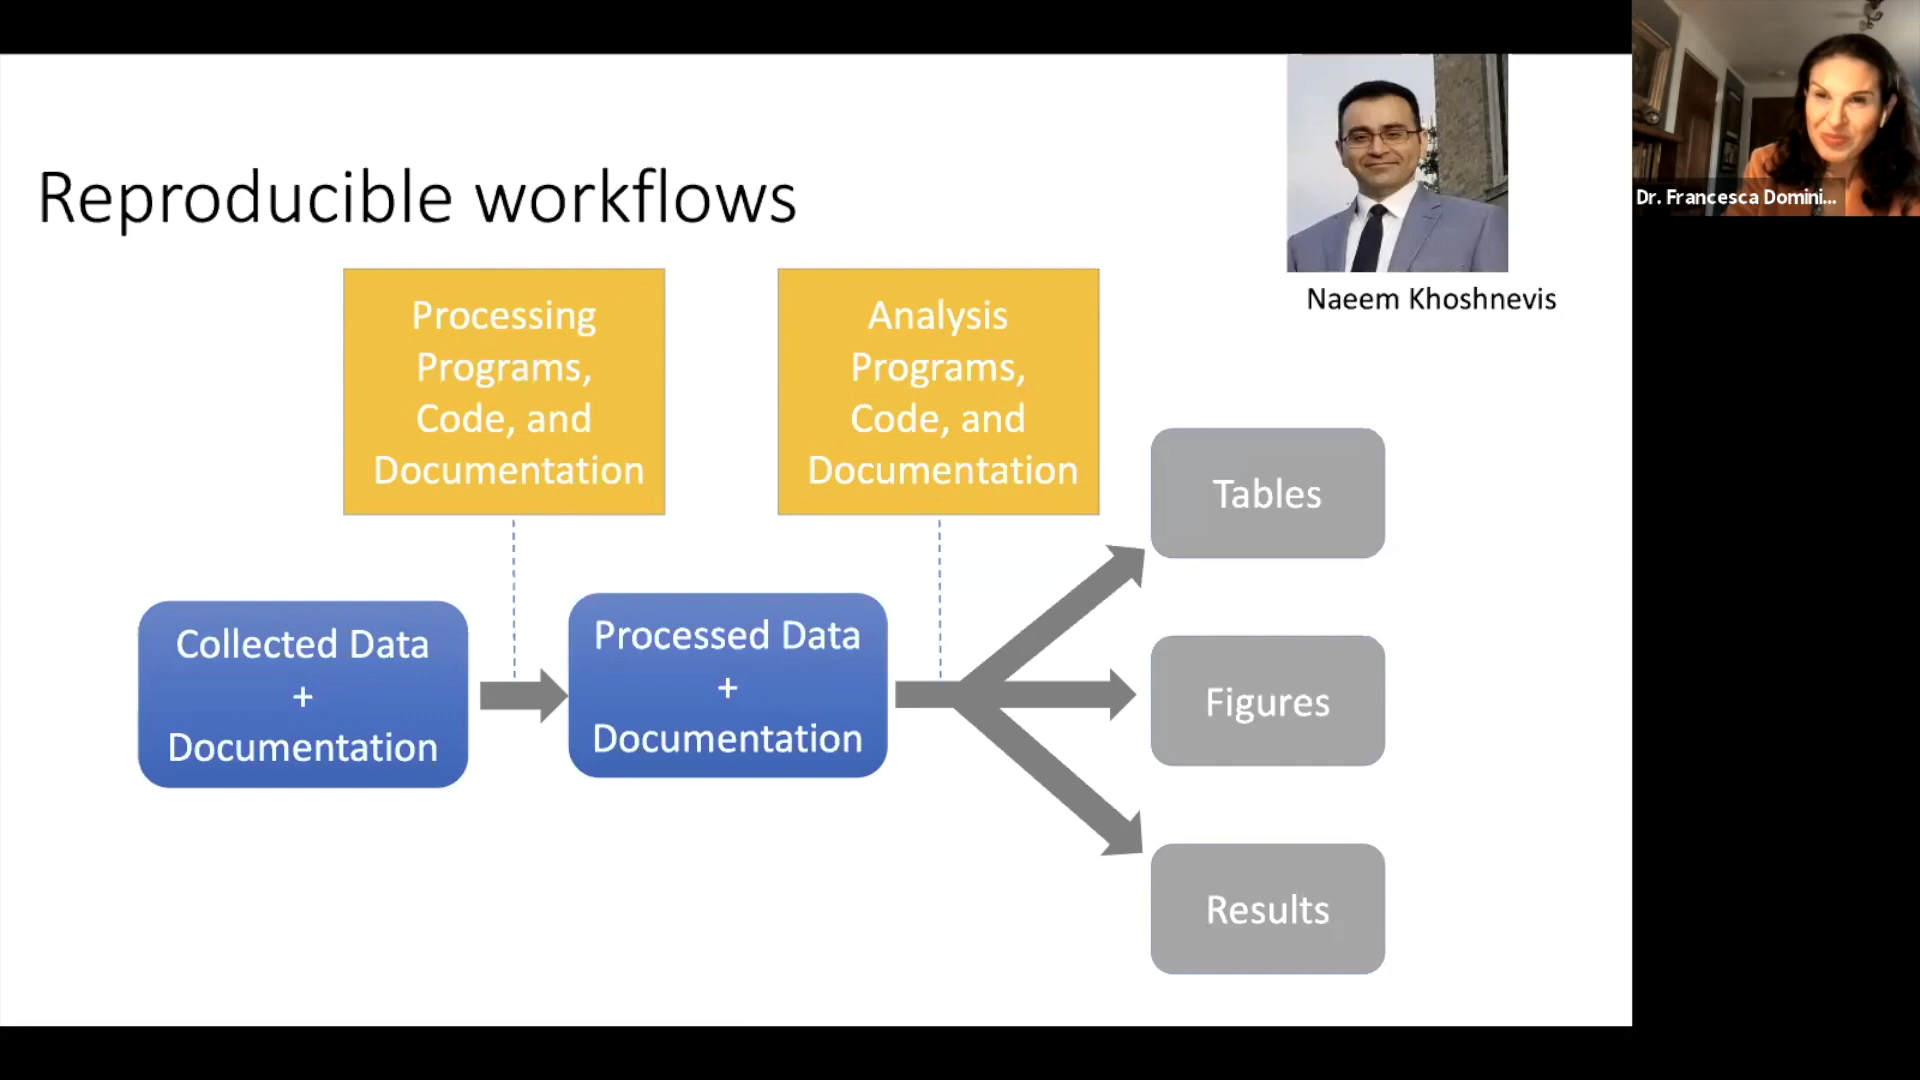 Reproducible workflows
Naeem Khoshnevis
Dr. Francesca Domini...
Processing
Programs,
Code, and
Documentation
Analysis
Programs,
Code, and
Documentation
Collected Data
+
Documentation
Processed Data
+
Documentation
Tables
Figures
Results